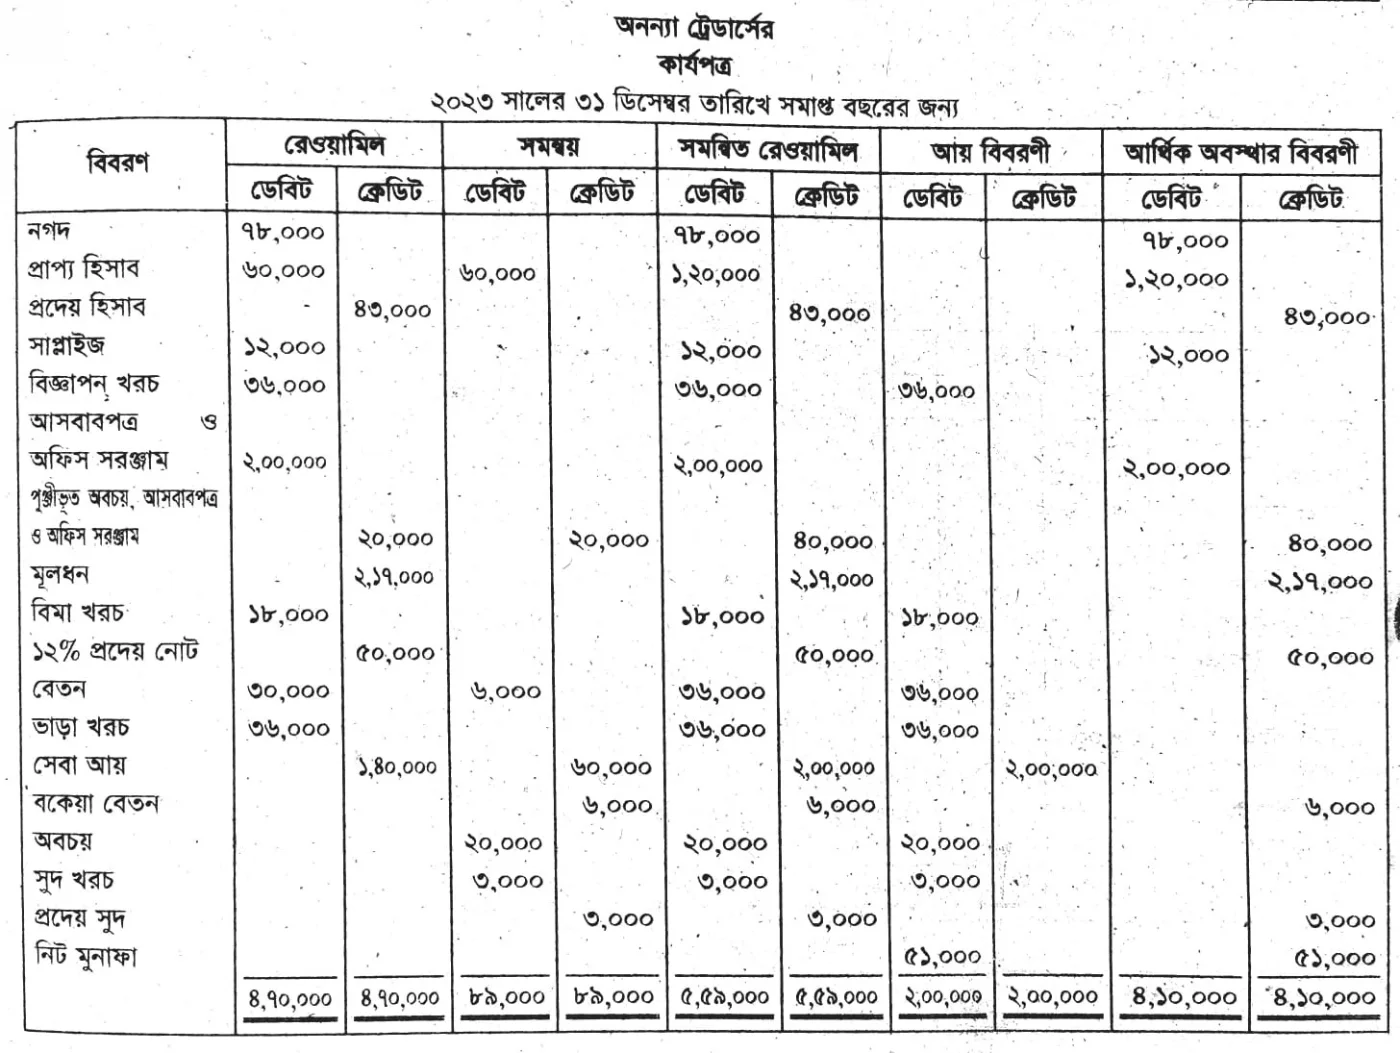 অনন্যা ট্রেডার্সের
কার্যপত্র
২০২৩ সালের ৩১ ডিসেম্বর তারিখে সমাপ্ত বছরের জন্য
বিবরণ রেওয়ামিল সমন্বয় সমন্বিত রেওয়ামিল আয় বিবরণী আর্থিক অবস্থার বিবরণী
ডেবিট ক্রেডিট ডেবিট ক্রেডিট ডেবিট ক্রেডিট ডেবিট ক্রেডিট ডেবিট ক্রেডিট
নগদ ৭৮,০০০ ৭৮,০০০ ৭৮,০০০
প্রাপ্য হিসাব ৬০,০০০ ৬০,০০০ ১,২০,০০০ ১,২০,০০০
প্রদেয় হিসাব ৪৩,০০০ ৪৩,০০০ ৪৩,০০০
সাপ্লাইজ ১২,০০০ ১২,০০০ ১২,০০০
বিজ্ঞাপন খরচ ৩৬,০০০ ৩৬,০০০ ৩৬,০০০
আসবাবপত্র ও
অফিস সরঞ্জাম ২,০০,০০০ ২,০০,০০০ ২,০০,০০০
পুঞ্জীভূত অবচয়, আসবাবপত্র
ও অফিস সরঞ্জাম ২০,০০০ ২০,০০০ ৪০,০০০ ৪০,০০০
মূলধন ২,১৭,০০০ ২,১৭,০০০ ২,১৭,০০০
বিমা খরচ ১৮,০০০ ১৮,০০০ ১৮,০০০
১২% প্রদেয় নোট ৫০,০০০ ৫০,০০০ ৫০,০০০
বেতন ৩০,০০০ ৬,০০০ ৩৬,০০০ ৩৬,০০০
ভাড়া খরচ ৩৬,০০০ ৩৬,০০০ ৩৬,০০০
সেবা আয় ১,৪০,০০০ ৬০,০০০ ২,০০,০০০ ২,০০,০০০
বকেয়া বেতন ৬,০০০ ৬,০০০ ৬,০০০
অবচয় ২০,০০০ ২০,০০০ ২০,০০০
সুদ খরচ ৩,০০০ ৩,০০০ ৩,০০০
প্রদেয় সুদ ৩,০০০ ৩,০০০ ৩,০০০
নিট মুনাফা ৫১,০০০ ৫১,০০০
৪,৭০,০০০ ৪,৭০,০০০ ৮৯,০০০ ৮৯,০০০ ৫,৫৯,০০০ ৫,৫৯,০০০ ২,০০,০০০ ২,০০,০০০ ৪,১০,০০০ ৪,১০,০০০